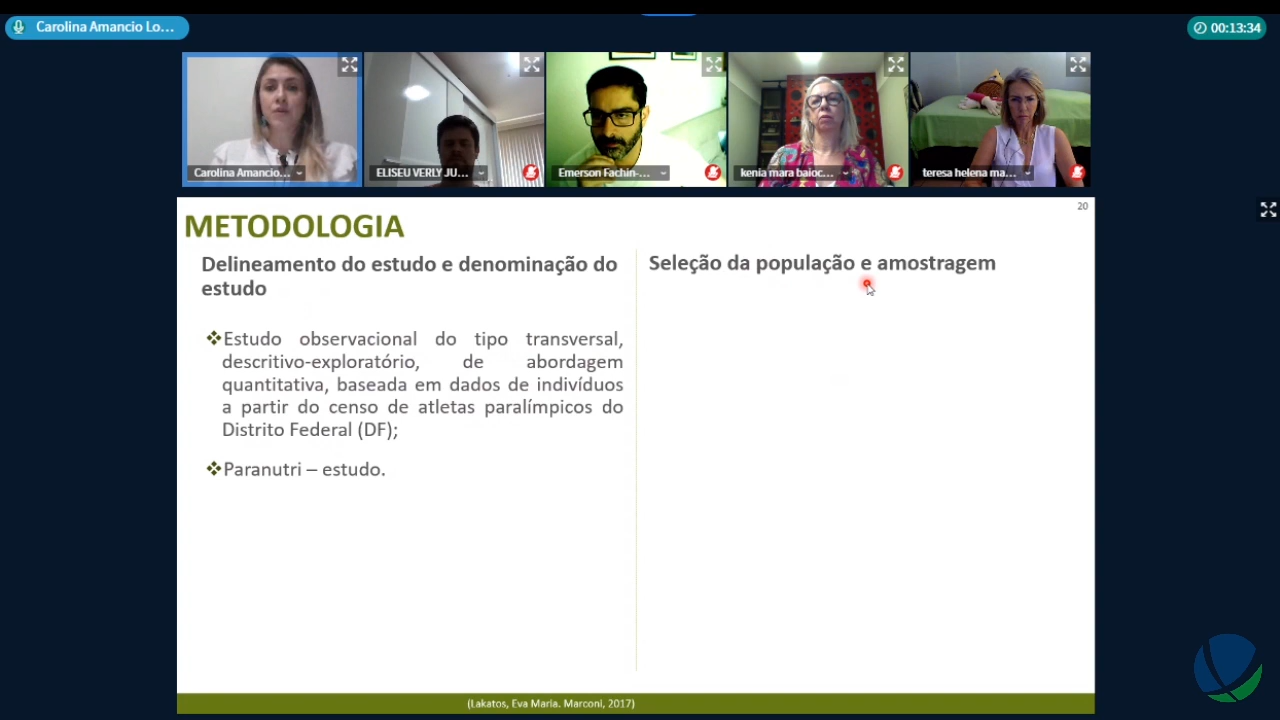 Carolina Amancio Lo...
00:13:34
Carolina Amancio...
ELISEU VERLY JU...
Emerson Fachin-...
kenia mara baioc...
teresa helena ma...
20
METODOLOGIA
Delineamento do estudo e denominação do
estudo
Estudo observacional do tipo transversal,
descritivo-exploratório, de abordagem
quantitativa, baseada em dados de indivíduos
a partir do censo de atletas paralímpicos do
Distrito Federal (DF);
Paranutri – estudo.
Seleção da população e amostragem
(Lakatos, Eva Maria. Marconi, 2017)